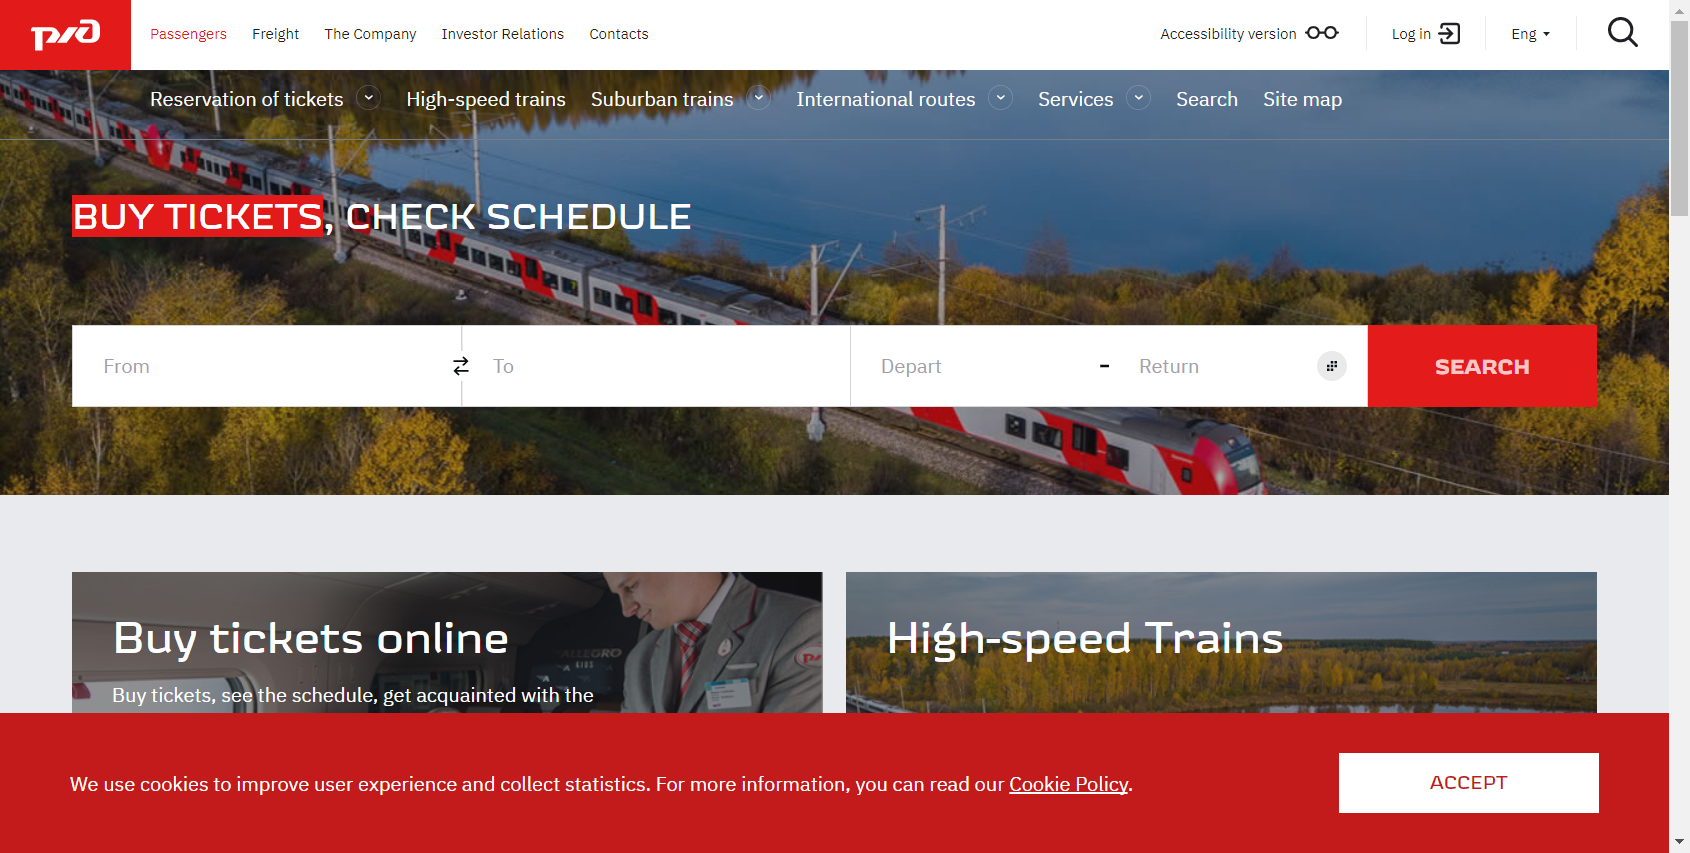 ржд
Passengers Freight The Company Investor Relations Contacts Accessibility version Log in Eng
Reservation of tickets High-speed trains Suburban trains International routes Services Search Site map
BUY TICKETS, CHECK SCHEDULE
From To Depart - Return SEARCH
Buy tickets online
ALLEGRO
KIDS
Buy tickets, see the schedule, get acquainted with the
High-speed Trains
We use cookies to improve user experience and collect statistics. For more information, you can read our Cookie Policy.
ACCEPT